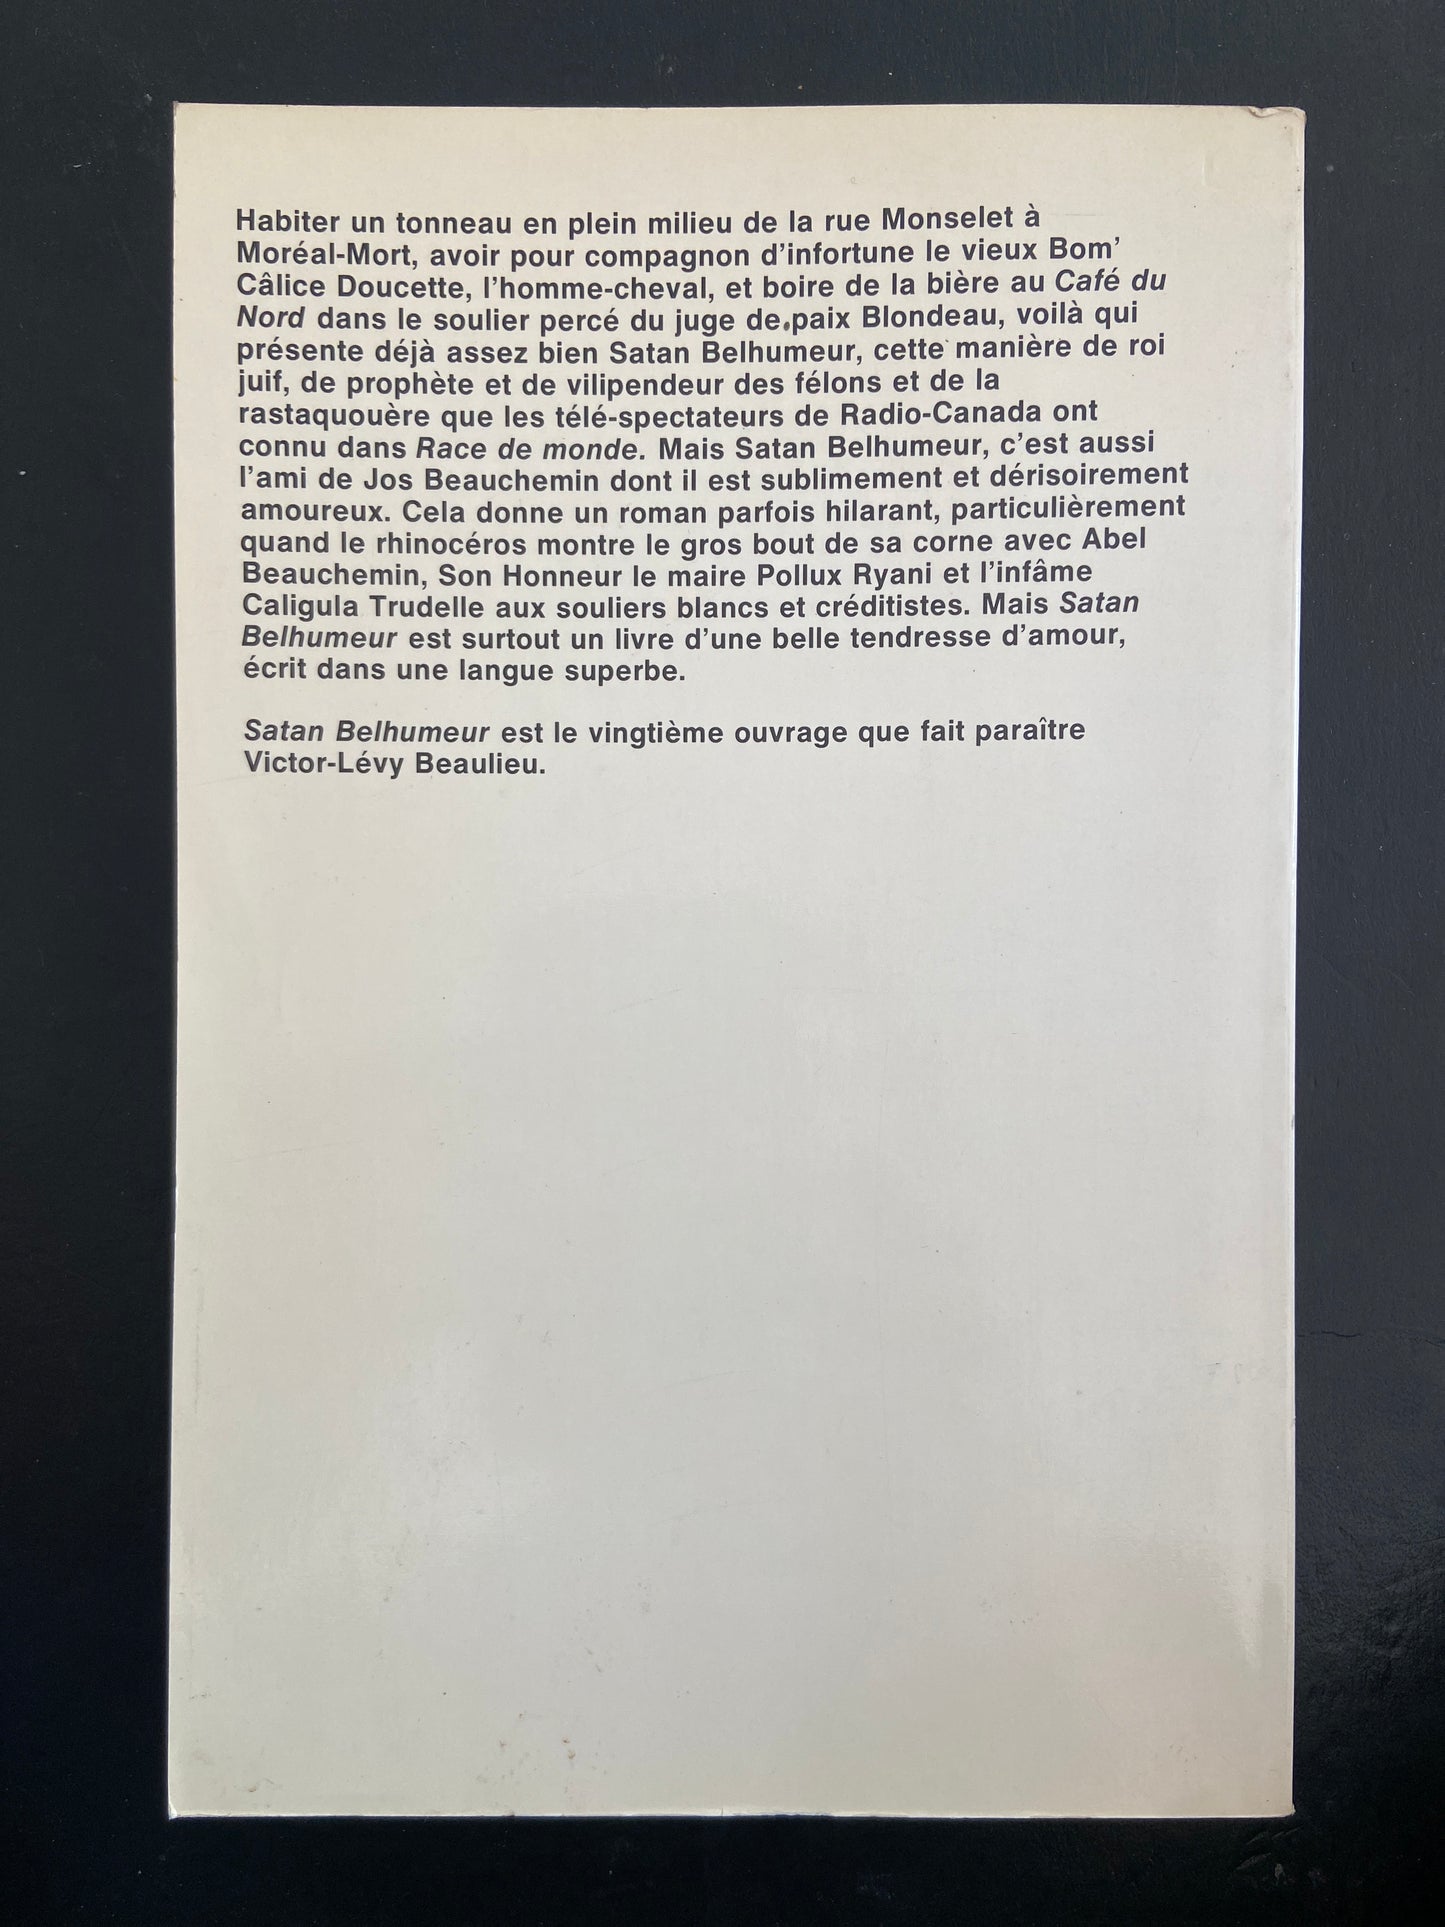 Habiter un tonneau en plein milieu de la rue Monselet à
Moréal-Mort, avoir pour compagnon d'infortune le vieux Bom'
Câlice Doucette, l'homme-cheval, et boire de la bière au Café du
Nord dans le soulier percé du juge de paix Blondeau, voilà qui
présente déjà assez bien Satan Belhumeur, cette manière de roi
juif, de prophète et de vilipendeur des félons et de la
rastaquouère que les télé-spectateurs de Radio-Canada ont
connu dans Race de monde. Mais Satan Belhumeur, c'est aussi
l'ami de Jos Beauchemin dont il est sublimement et dérisoirement
amoureux. Cela donne un roman parfois hilarant, particulièrement
quand le rhinocéros montre le gros bout de sa corne avec Abel
Beauchemin, Son Honneur le maire Pollux Ryani et l'infâme
Caligula Trudelle aux souliers blancs et créditistes. Mais Satan
Belhumeur est surtout un livre d'une belle tendresse d'amour,
écrit dans une langue superbe.
Satan Belhumeur est le vingtième ouvrage que fait paraître
Victor-Lévy Beaulieu.